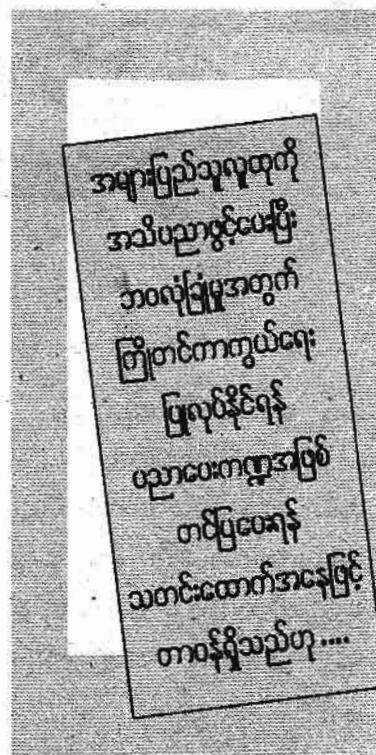 အများပြည်သူလူထုကို
အသိပညာဖွင့်ပေးပြီး
ဘဝလုံခြုံမှုအတွက်
ကြိုတင်ကာကွယ်ရေး
ပြုလုပ်နိုင်ရန်
ပညာပေးကဏ္ဍအဖြစ်
တင်ပြပေးရန်
သတင်းထောက်အနေဖြင့်
တာဝန်ရှိသည်ဟု ....